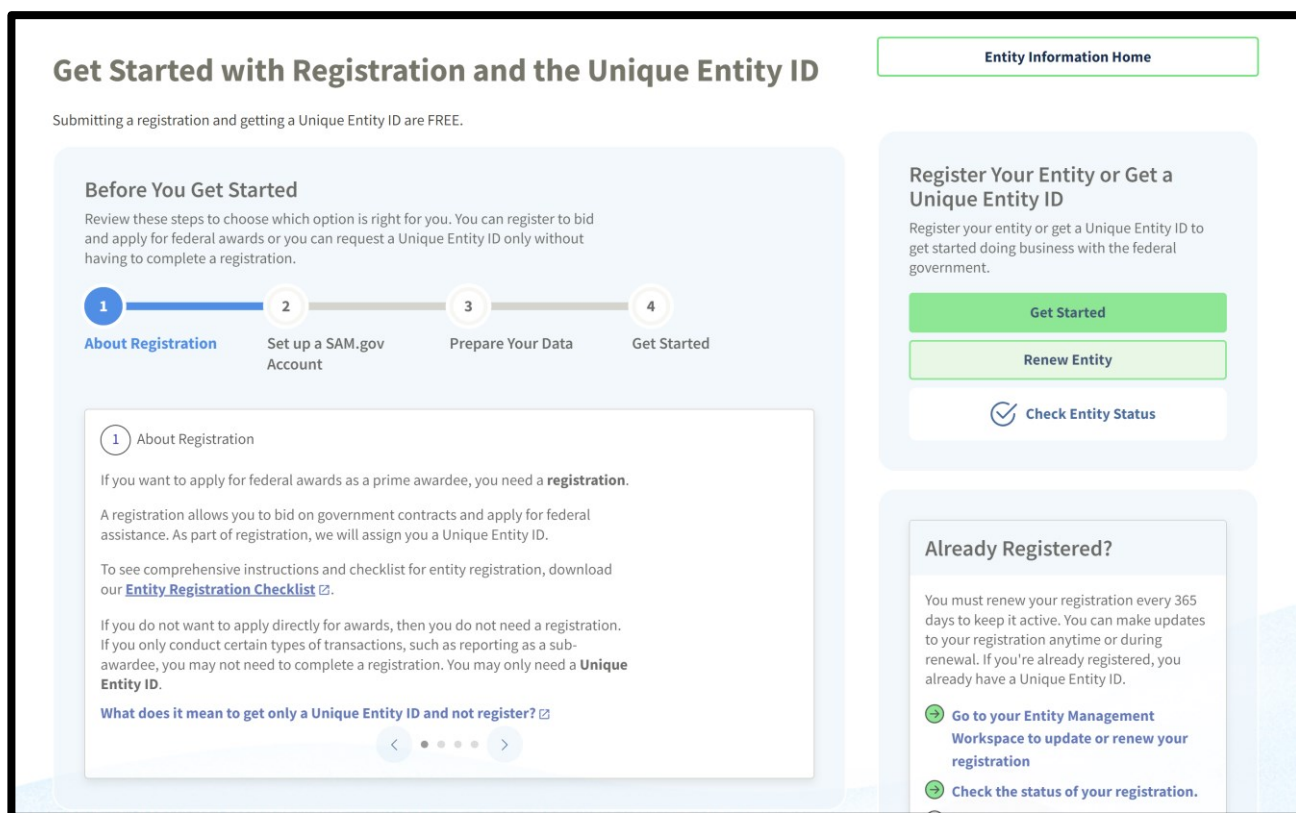 Get Started with Registration and the Unique Entity ID
Submitting a registration and getting a Unique Entity ID are FREE.
Before You Get Started
Review these steps to choose which option is right for you. You can register to bid
and apply for federal awards or you can request a Unique Entity ID only without
having to complete a registration.
1
2
3
4
About Registration
Set up a SAM.gov
Account
Prepare Your Data
Get Started
1 About Registration
If you want to apply for federal awards as a prime awardee, you need a registration.
A registration allows you to bid on government contracts and apply for federal
assistance. As part of registration, we will assign you a Unique Entity ID.
To see comprehensive instructions and checklist for entity registration, download
our Entity Registration Checklist.
If you do not want to apply directly for awards, then you do not need a registration.
If you only conduct certain types of transactions, such as reporting as a sub-
awardee, you may not need to complete a registration. You may only need a Unique
Entity ID.
What does it mean to get only a Unique Entity ID and not register?
Entity Information Home
Register Your Entity or Get a
Unique Entity ID
Register your entity or get a Unique Entity ID to
get started doing business with the federal
government.
Get Started
Renew Entity
Check Entity Status
Already Registered?
You must renew your registration every 365
days to keep it active. You can make updates
to your registration anytime or during
renewal. If you're already registered, you
already have a Unique Entity ID.
Go to your Entity Management
Workspace to update or renew your
registration
Check the status of your registration.